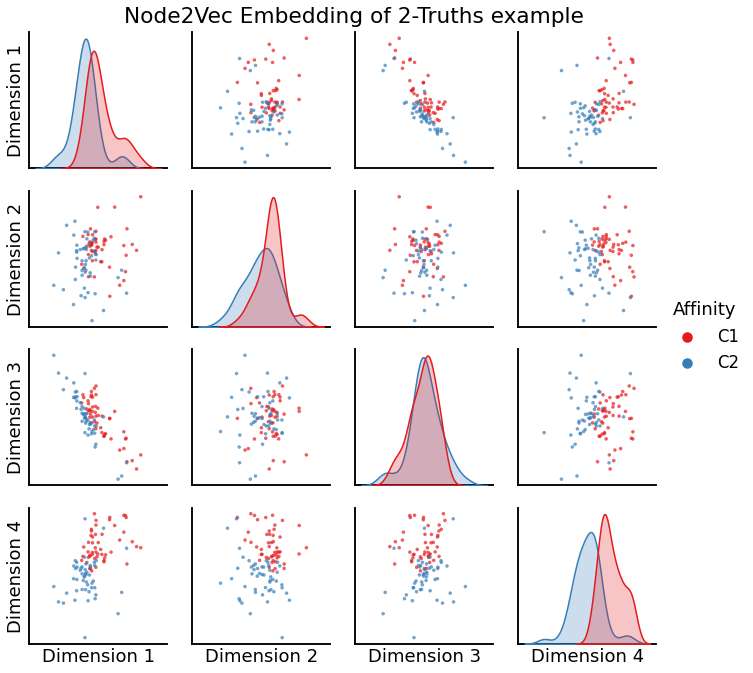 Node2Vec Embedding of 2-Truths example
Dimension 1
Dimension 2
Dimension 3
Dimension 4
Affinity
C1
C2
Dimension 1
Dimension 2
Dimension 3
Dimension 4